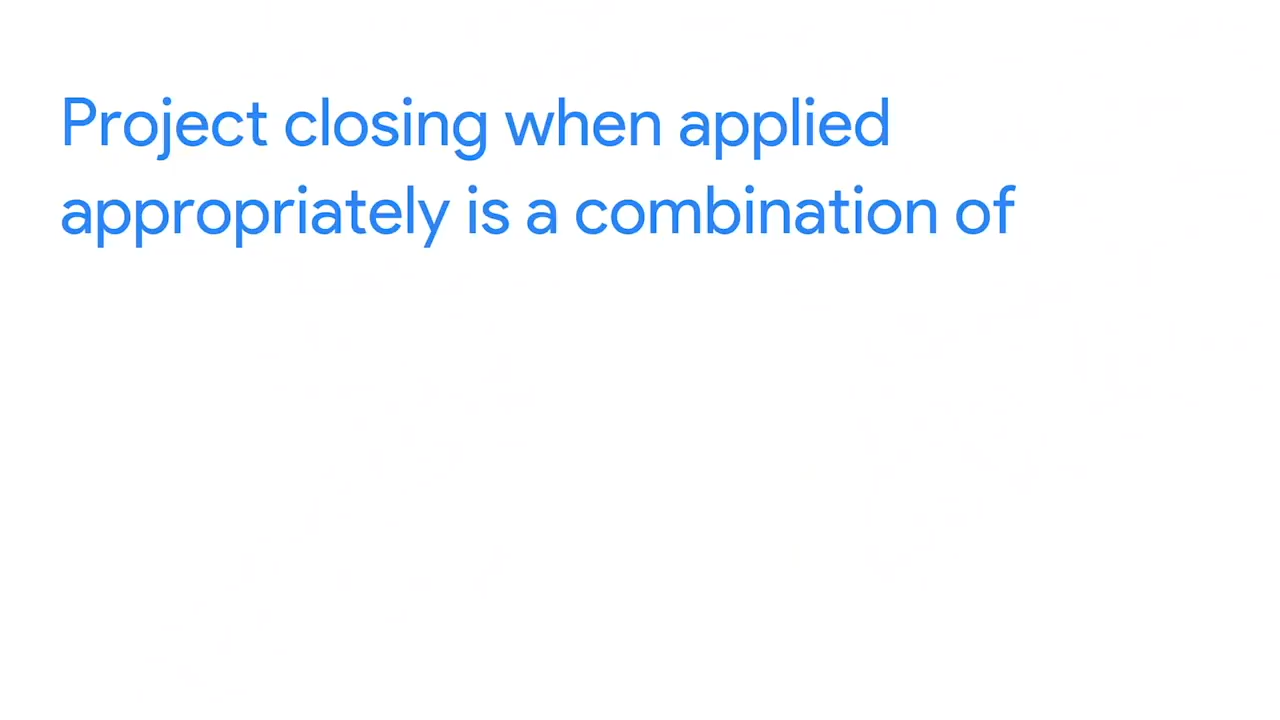 Project closing when applied
appropriately is a combination of